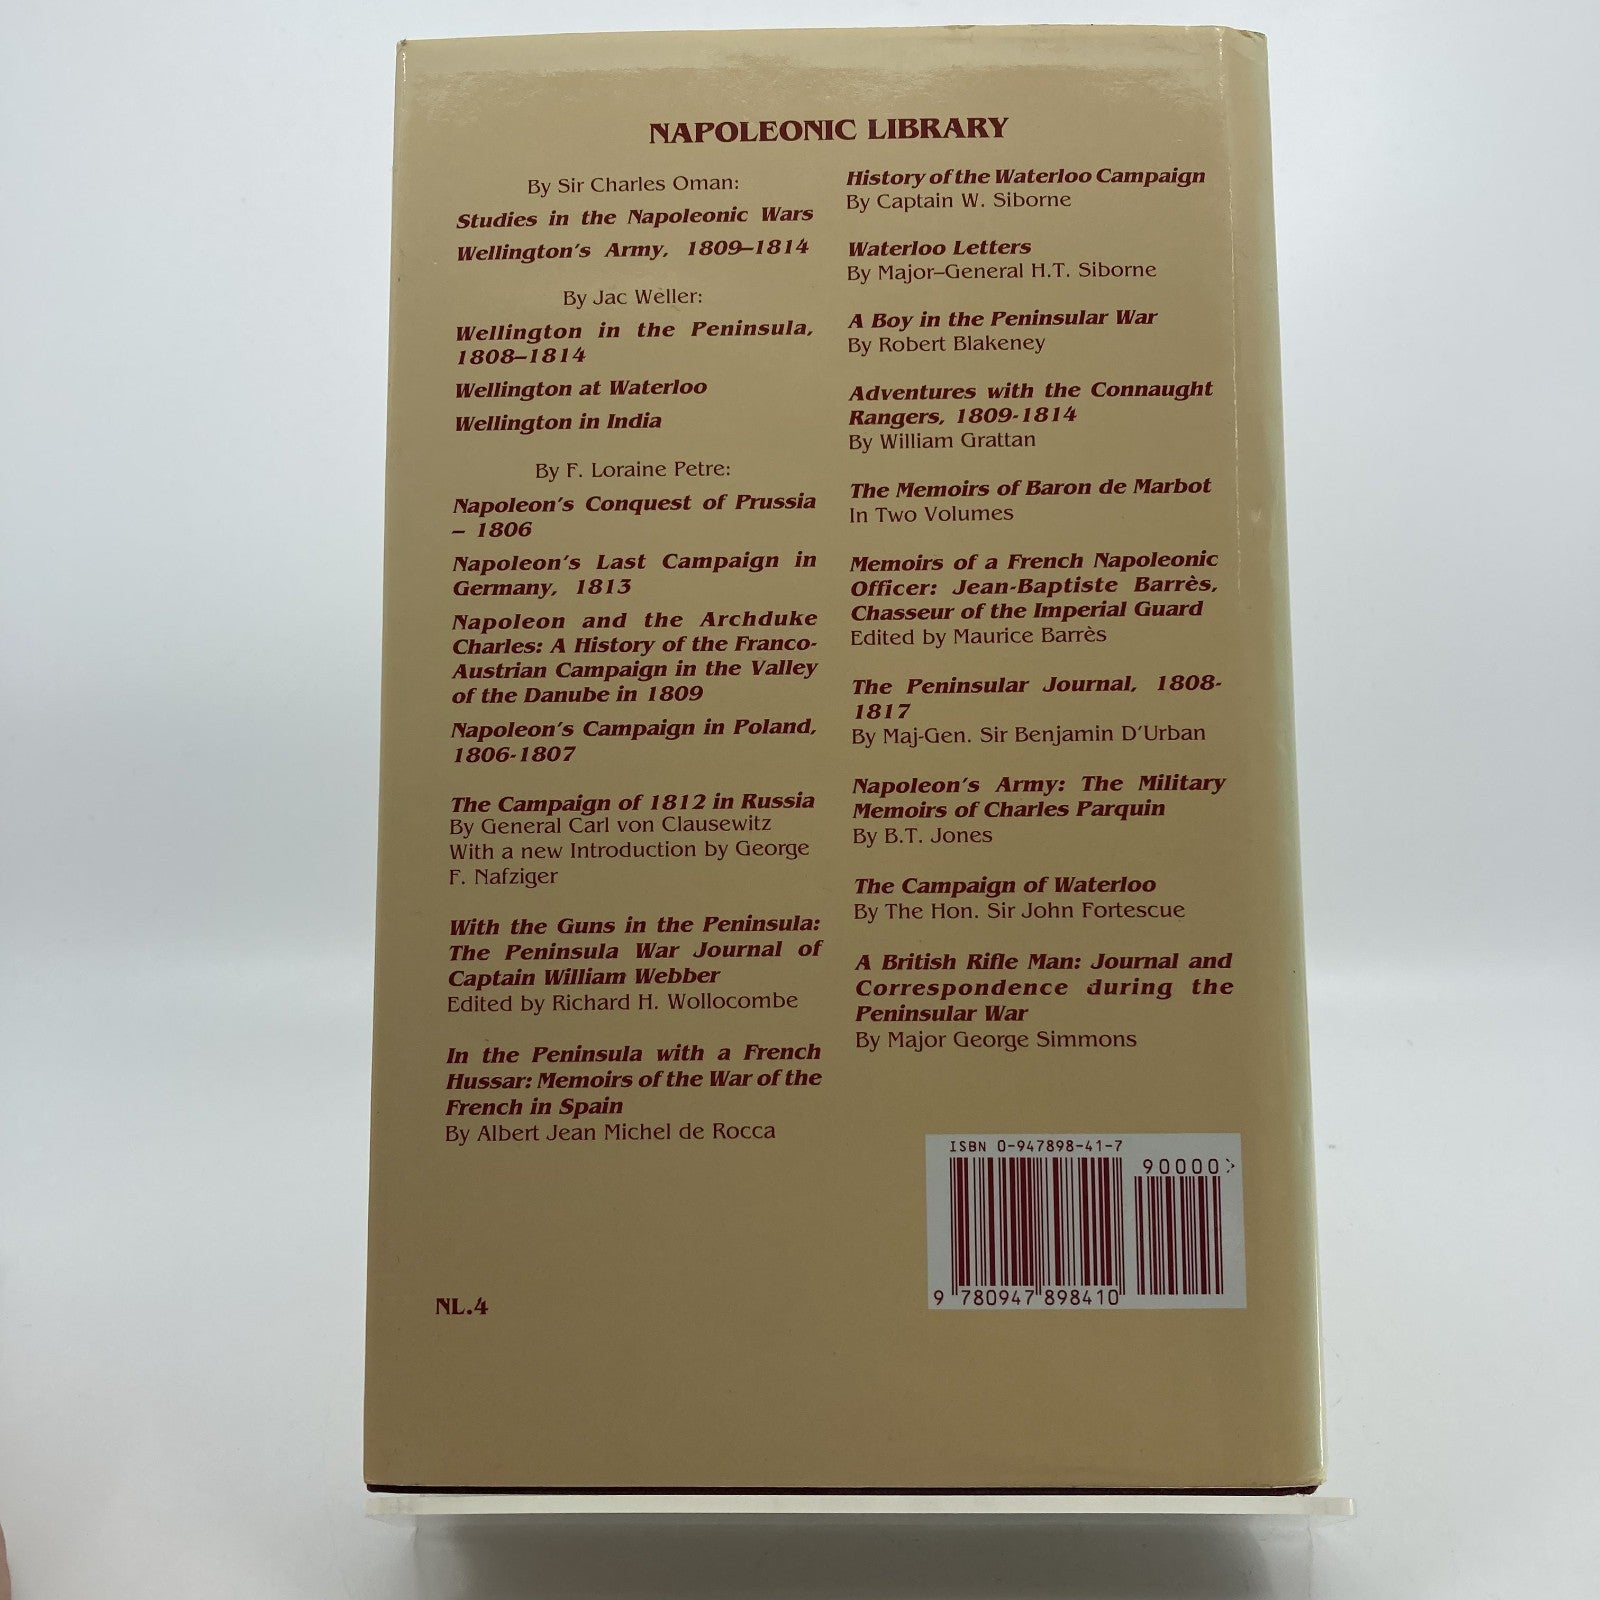 NAPOLEONIC LIBRARY
By Sir Charles Oman:
Studies in the Napoleonic Wars
Wellington's Army, 1809–1814
By Jac Weller:
Wellington in the Peninsula,
1808–1814
Wellington at Waterloo
Wellington in India
By F. Loraine Petre:
Napoleon's Conquest of Prussia
– 1806
Napoleon's Last Campaign in
Germany, 1813
Napoleon and the Archduke
Charles: A History of the Franco-
Austrian Campaign in the Valley
of the Danube in 1809
Napoleon's Campaign in Poland,
1806-1807
The Campaign of 1812 in Russia
By General Carl von Clausewitz
With a new Introduction by George
F. Nafziger
With the Guns in the Peninsula:
The Peninsula War Journal of
Captain William Webber
Edited by Richard H. Wollocombe
In the Peninsula with a French
Hussar: Memoirs of the War of the
French in Spain
By Albert Jean Michel de Rocca
NL.4
History of the Waterloo Campaign
By Captain W. Siborne
Waterloo Letters
By Major–General H.T. Siborne
A Boy in the Peninsular War
By Robert Blakeney
Adventures with the Connaught
Rangers, 1809-1814
By William Grattan
The Memoirs of Baron de Marbot
In Two Volumes
Memoirs of a French Napoleonic
Officer: Jean-Baptiste Barrès,
Chasseur of the Imperial Guard
Edited by Maurice Barrès
The Peninsular Journal, 1808-
1817
By Maj-Gen. Sir Benjamin D'Urban
Napoleon's Army: The Military
Memoirs of Charles Parquin
By B.T. Jones
The Campaign of Waterloo
By The Hon. Sir John Fortescue
A British Rifle Man: Journal and
Correspondence during the
Peninsular War
By Major George Simmons
ISBN 0-947898-41-7
90000>
9 780947 898410